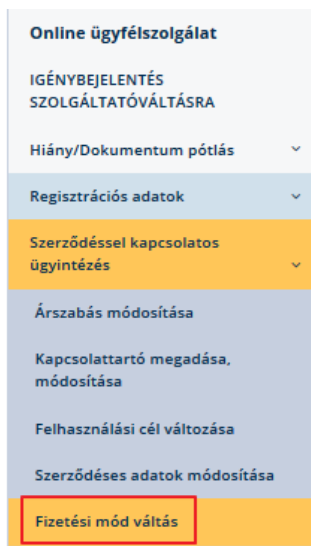 Online ügyfélszolgálat
IGÉNYBEJELENTÉS
SZOLGÁLTATÓVÁLTÁSRA
Hiány/Dokumentum pótlás
Regisztrációs adatok
Szerződéssel kapcsolatos
ügyintézés
Árszabás módosítása
Kapcsolattartó megadása,
módosítása
Felhasználási cél változása
Szerződéses adatok módosítása
Fizetési mód váltás